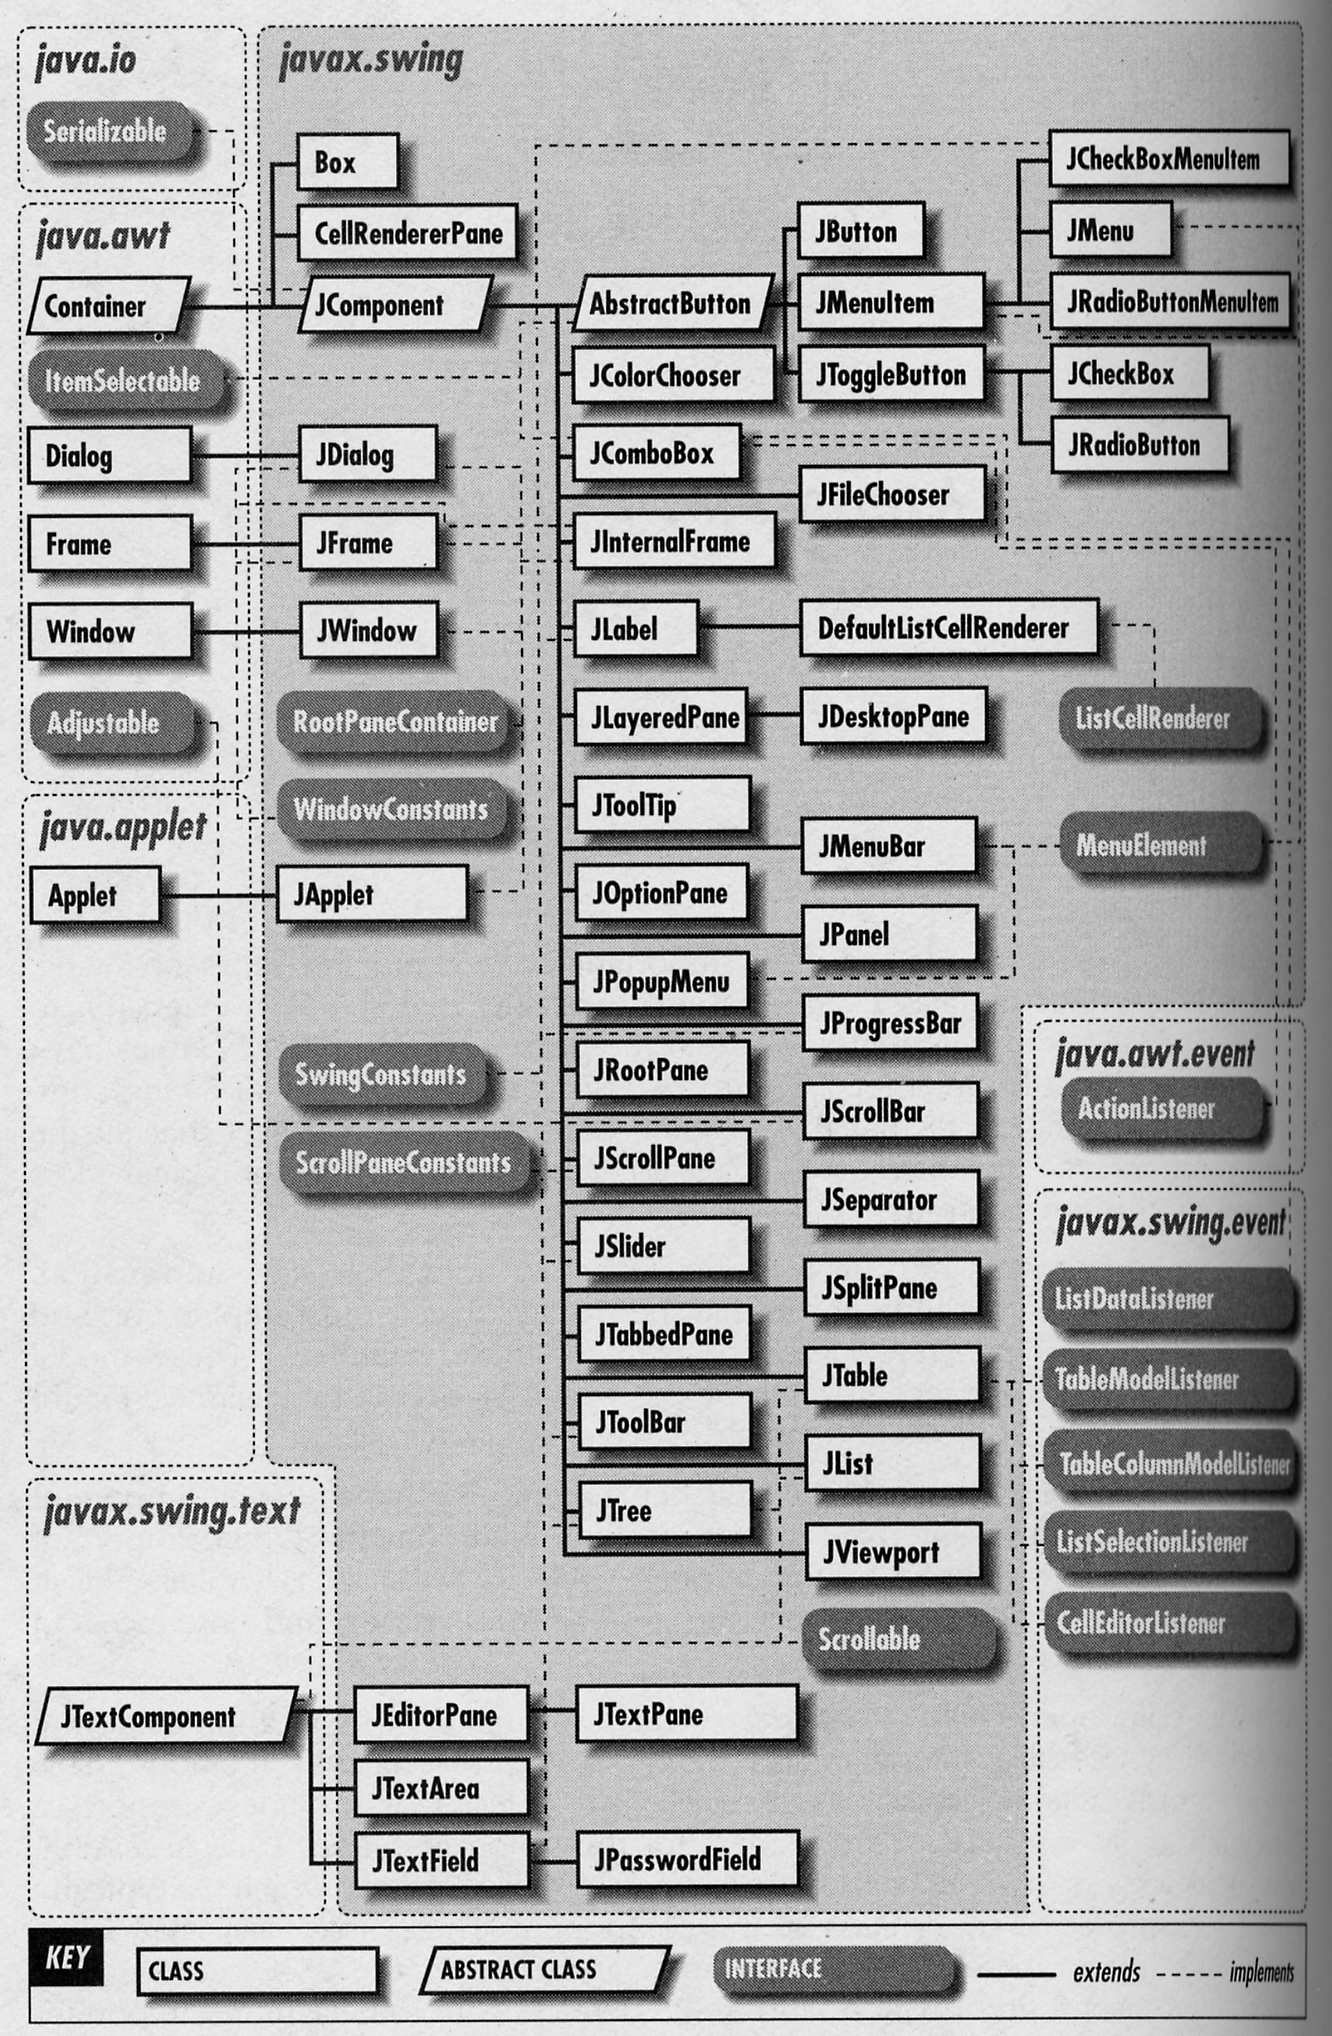 java.io
javax.swing
Serializable
Box
JCheckBoxMenuItem
java.awt
CellRendererPane
JButton
JMenu
Container
JComponent
AbstractButton
JMenuItem
JRadioButtonMenuItem
ItemSelectable
JColorChooser
JToggleButton
JCheckBox
Dialog
JDialog
JComboBox
JRadioButton
JFileChooser
Frame
JFrame
JInternalFrame
Window
JWindow
JLabel
DefaultListCellRenderer
Adjustable
RootPaneContainer
JLayeredPane
JDesktopPane
ListCellRenderer
WindowConstants
JToolTip
java.applet
JMenuBar
MenuElement
Applet
JApplet
JOptionPane
JPanel
JPopupMenu
JProgressBar
java.awt.event
SwingConstants
JRootPane
ActionListener
JScrollBar
ScrollPaneConstants
JScrollPane
JSeparator
javax.swing.event
JSlider
JSplitPane
ListDataListener
JTabbedPane
JTable
TableModelListener
JToolBar
JList
TableColumnModelListener
javax.swing.text
JTree
JViewport
ListSelectionListener
Scrollable
CellEditorListener
JTextComponent
JEditorPane
JTextPane
JTextArea
JTextField
JPasswordField
KEY
CLASS
ABSTRACT CLASS
INTERFACE
extends
implements